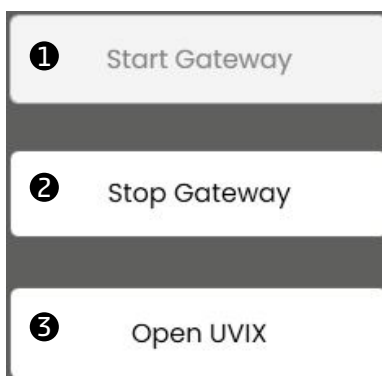 ❶ Start Gateway
❷ Stop Gateway
❸ Open UVIX